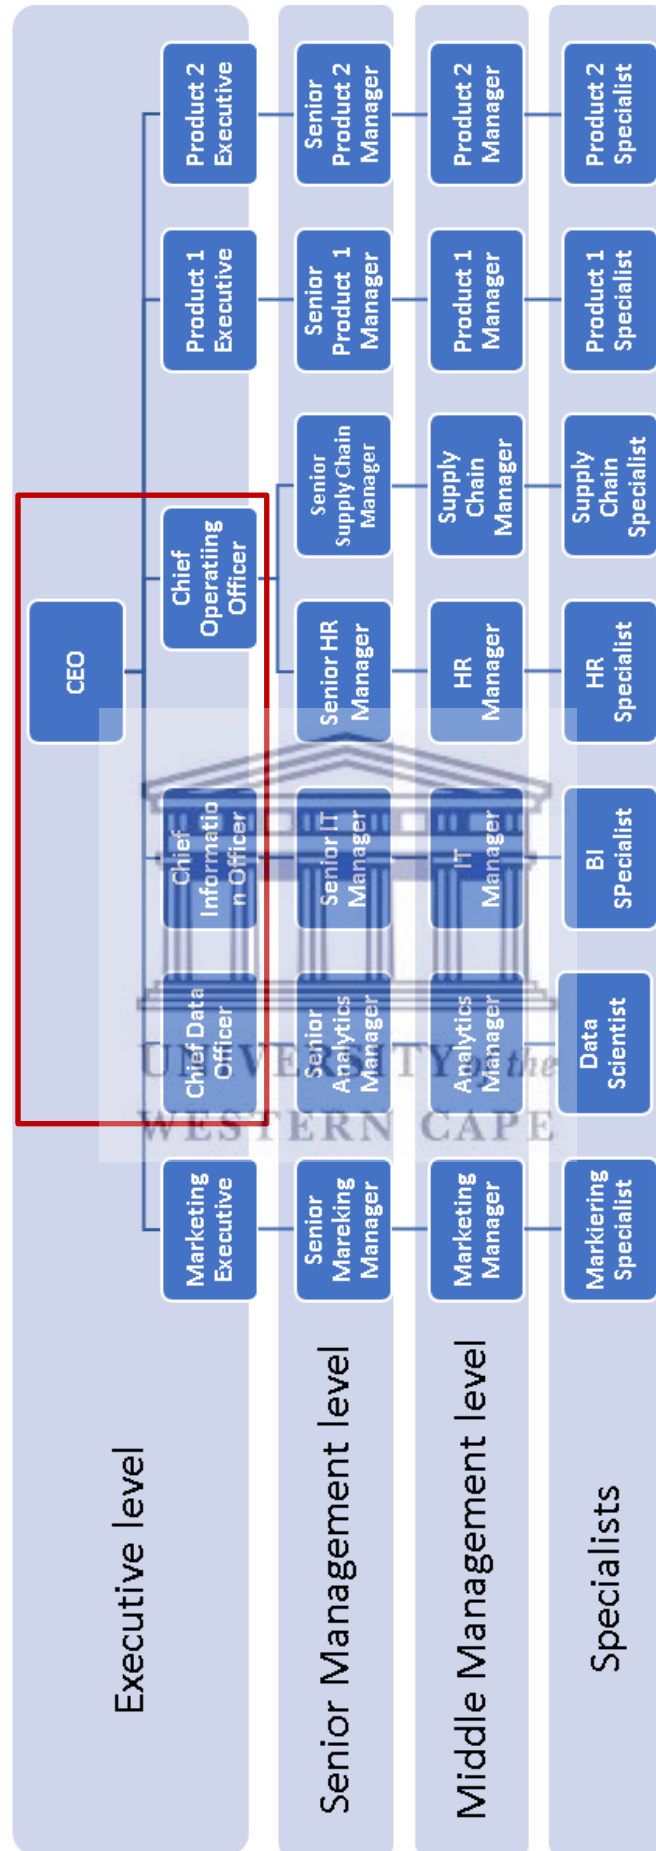 Executive level
CEO
Marketing
Executive
Chief Data
Officer
Chief
Informatio
n Officer
Chief
Operatiing
Officer
Product 1
Executive
Product 2
Executive
Senior Management level
Senior
Mareking
Manager
Senior
Analytics
Manager
Senior IT
Manager
Senior HR
Manager
Senior
Supply Chain
Manager
Senior
Product 1
Manager
Senior
Product 2
Manager
Middle Management level
Marketing
Manager
Analytics
Manager
IT
Manager
HR
Manager
Supply
Chain
Manager
Product 1
Manager
Product 2
Manager
Specialists
Markiering
Specialist
Data
Scientist
BI
SPecialist
HR
Specialist
Supply
Chain
Specialist
Product 1
Specialist
Product 2
Specialist
UNIVERSITY of the
WESTERN CAPE